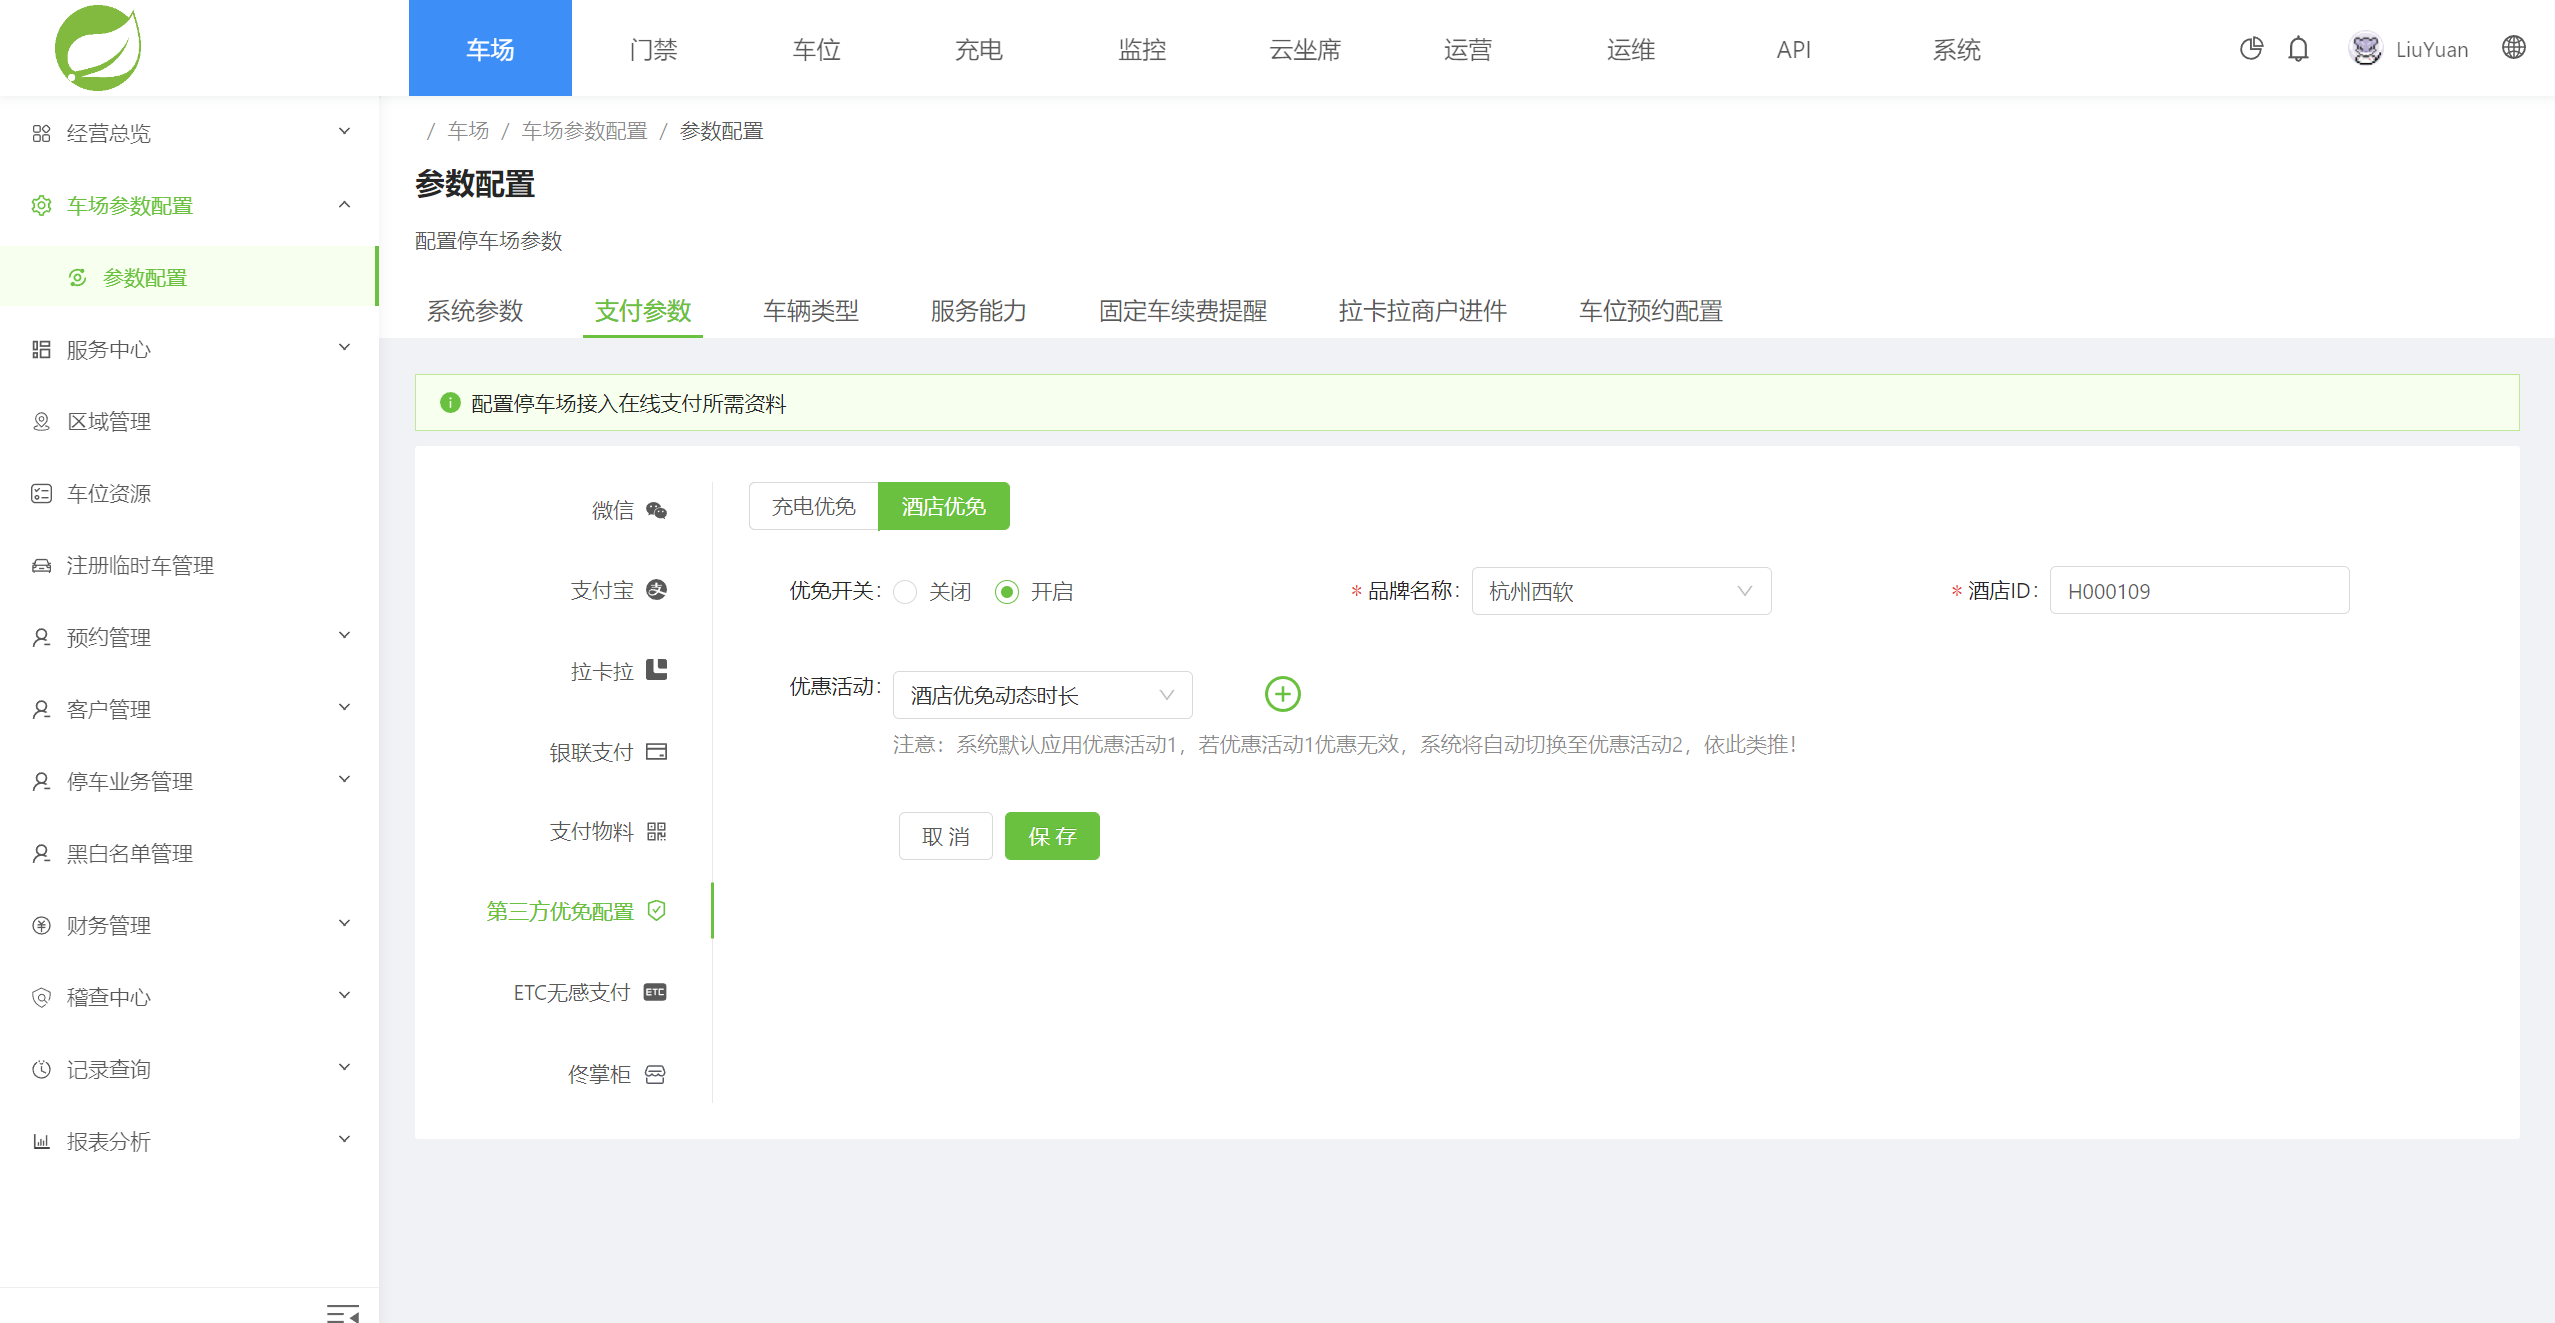 车场 门禁 车位 充电 监控 云坐席 运营 运维 API 系统 LiuYuan
经营总览
车场参数配置
参数配置
服务中心
区域管理
车位资源
注册临时车管理
预约管理
客户管理
停车业务管理
黑白名单管理
财务管理
稽查中心
记录查询
报表分析
/ 车场 / 车场参数配置 / 参数配置
参数配置
配置停车场参数
系统参数 支付参数 车辆类型 服务能力 固定车续费提醒 拉卡拉商户进件 车位预约配置
配置停车场接入在线支付所需资料
微信
支付宝
拉卡拉
银联支付
支付物料
第三方优免配置
ETC无感支付 ETC
佟掌柜
充电优免 酒店优免
优免开关: 关闭 开启 * 品牌名称: 杭州西软 * 酒店ID: H000109
优惠活动: 酒店优免动态时长
注意：系统默认应用优惠活动1，若优惠活动1优惠无效，系统将自动切换至优惠活动2，依此类推！
取 消 保 存